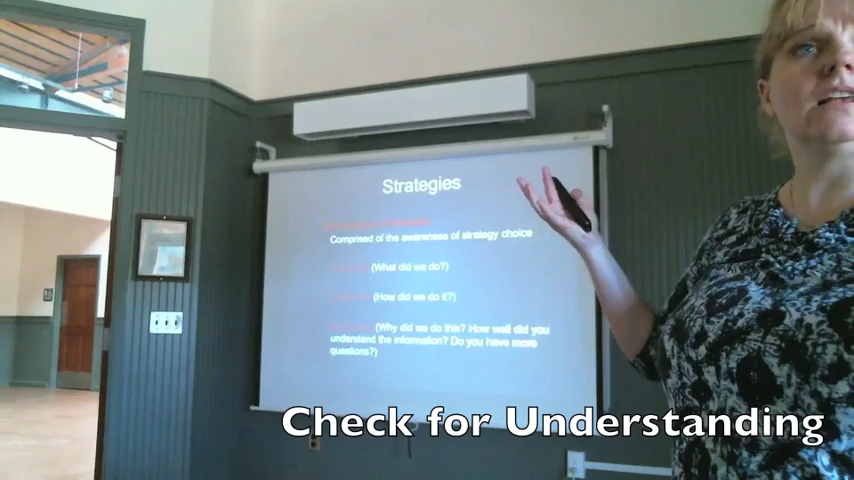 Strategies
Comprised of the awareness of strategy choice
(What did we do?)
(How did we do it?)
(Why did we do this? How well did you
understand the information? Do you have more
questions?)
Check for Understanding